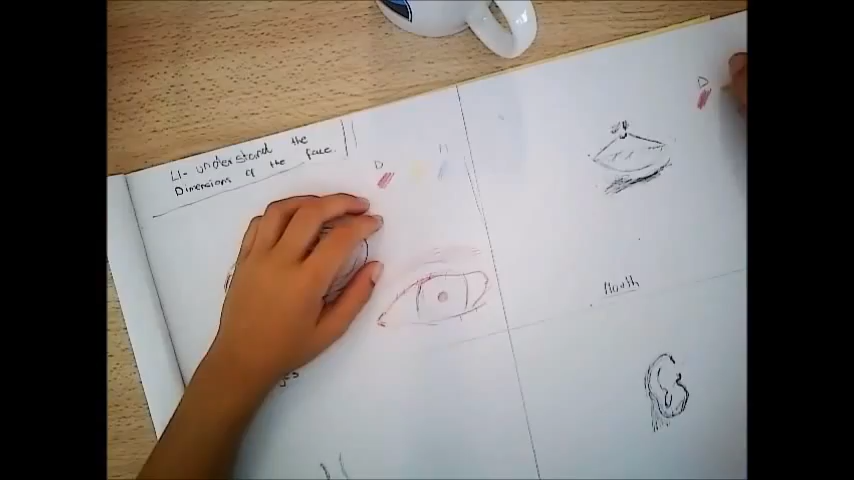 LI- understand the
Dimensions of the face.
D
H
D
Mouth